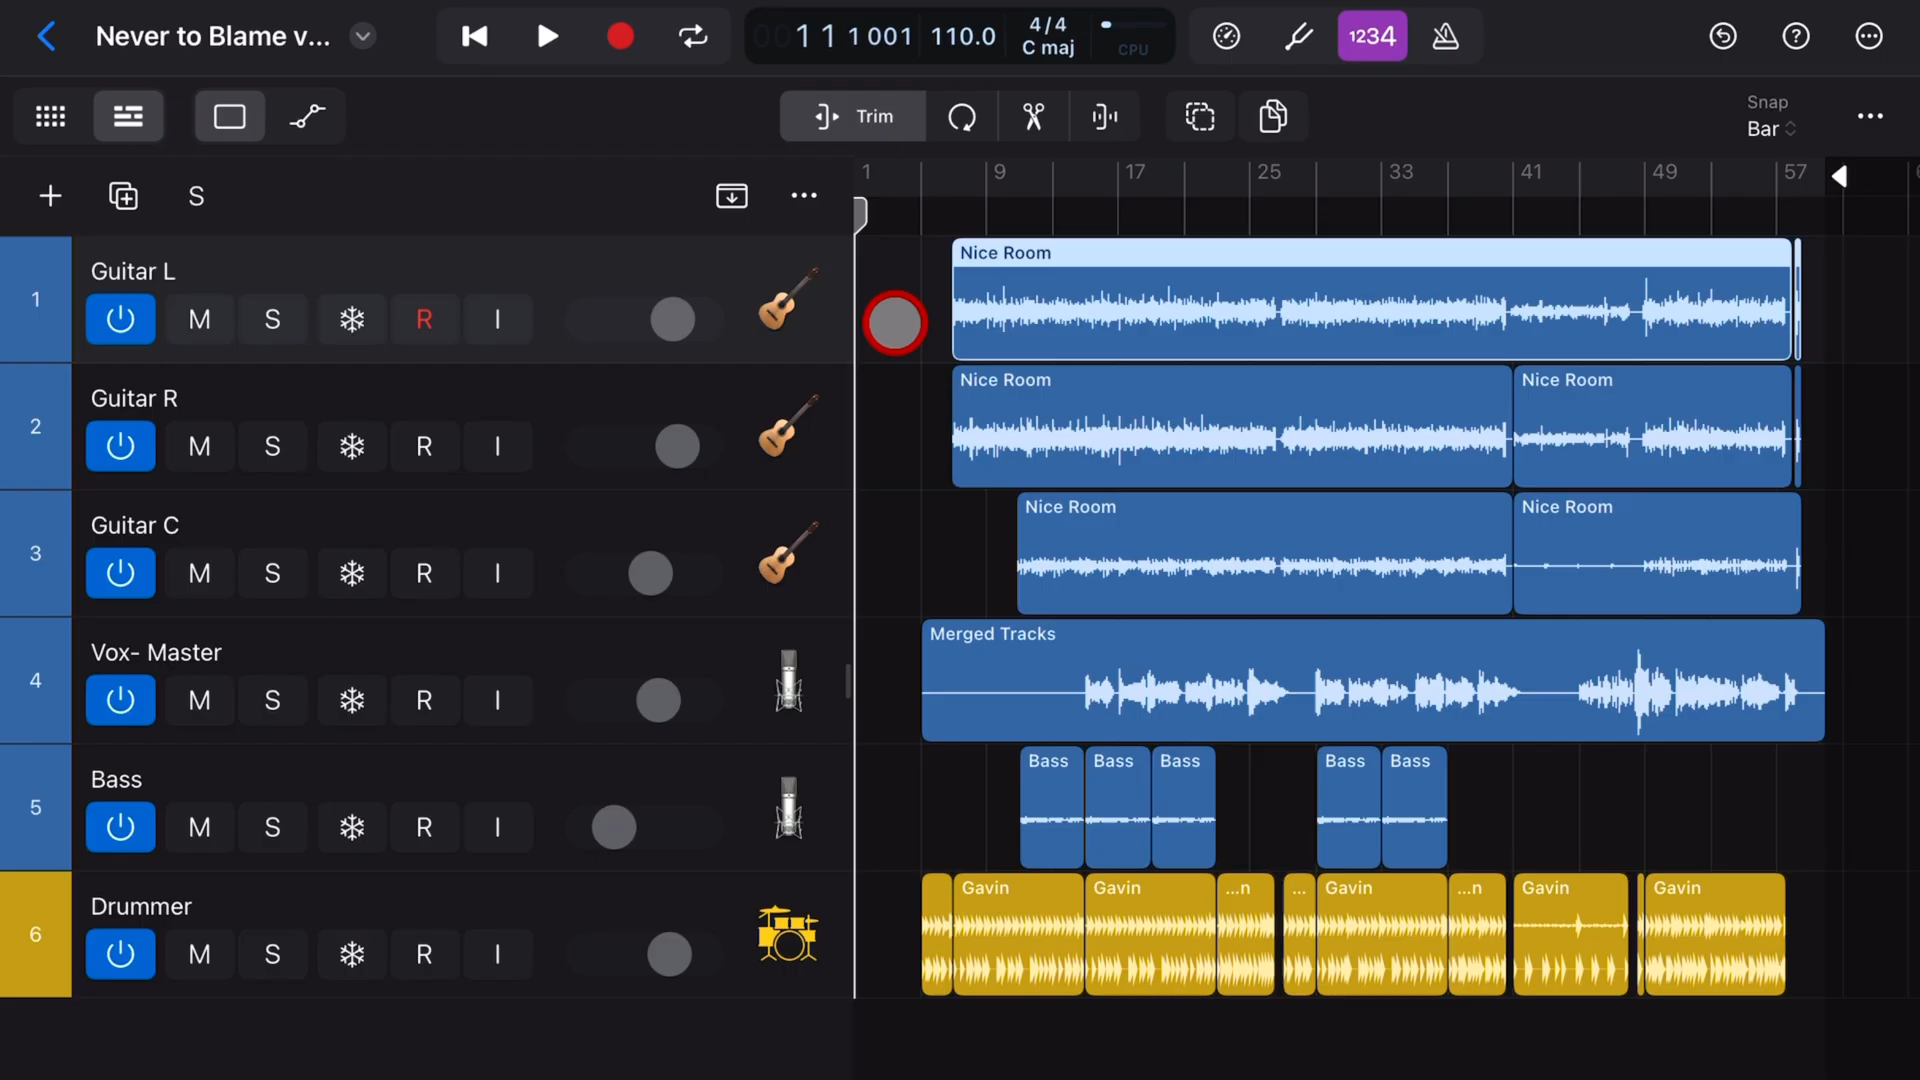 Never to Blame v...
00 1 1 1 001
110.0
4/4
C maj
CPU
1234
Trim
Snap
Bar
S
1 9 17 25 33 41 49 57
1
Guitar L
M S R I
Nice Room
2
Guitar R
M S R I
Nice Room
Nice Room
3
Guitar C
M S R I
Nice Room
Nice Room
4
Vox- Master
M S R I
Merged Tracks
5
Bass
M S R I
Bass Bass Bass Bass Bass
6
Drummer
M S R I
Gavin Gavin ...n ... Gavin ...n Gavin Gavin